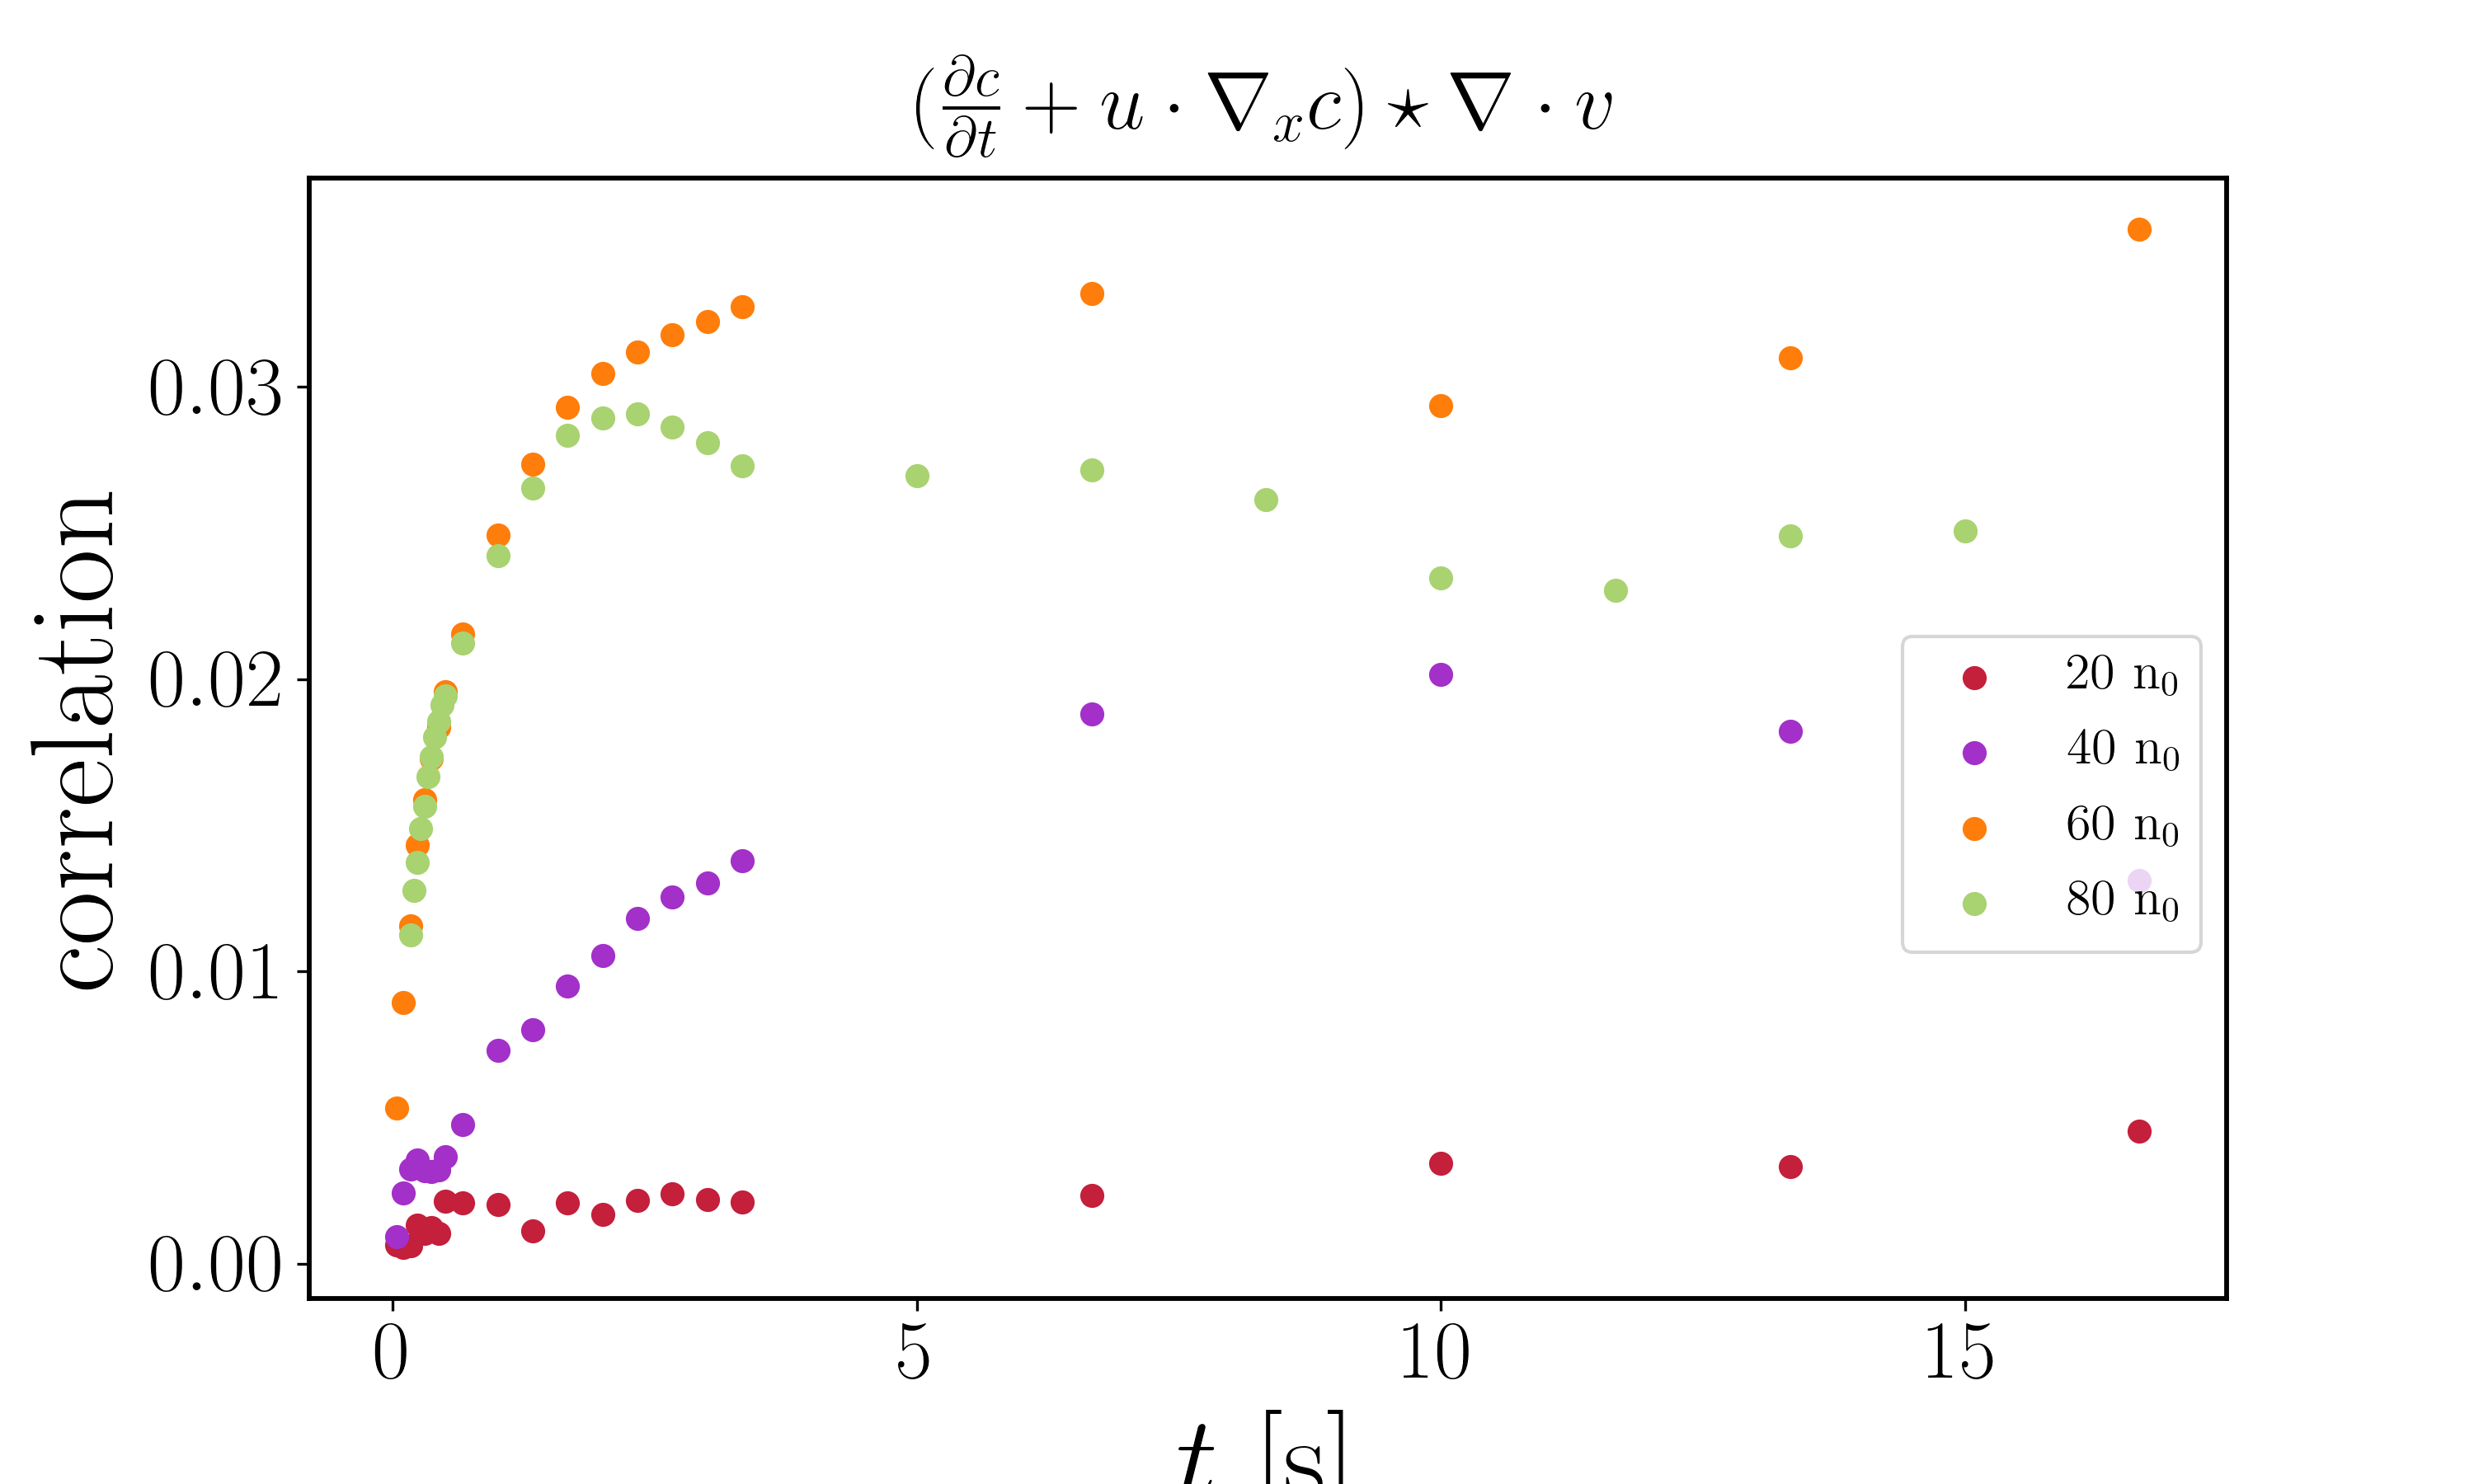 (∂c/∂t + u · ∇ₓc) ⋆ ∇ · v
correlation
0.03
0.02
0.01
0.00
20 n₀
40 n₀
60 n₀
80 n₀
0 5 10 15
t [s]